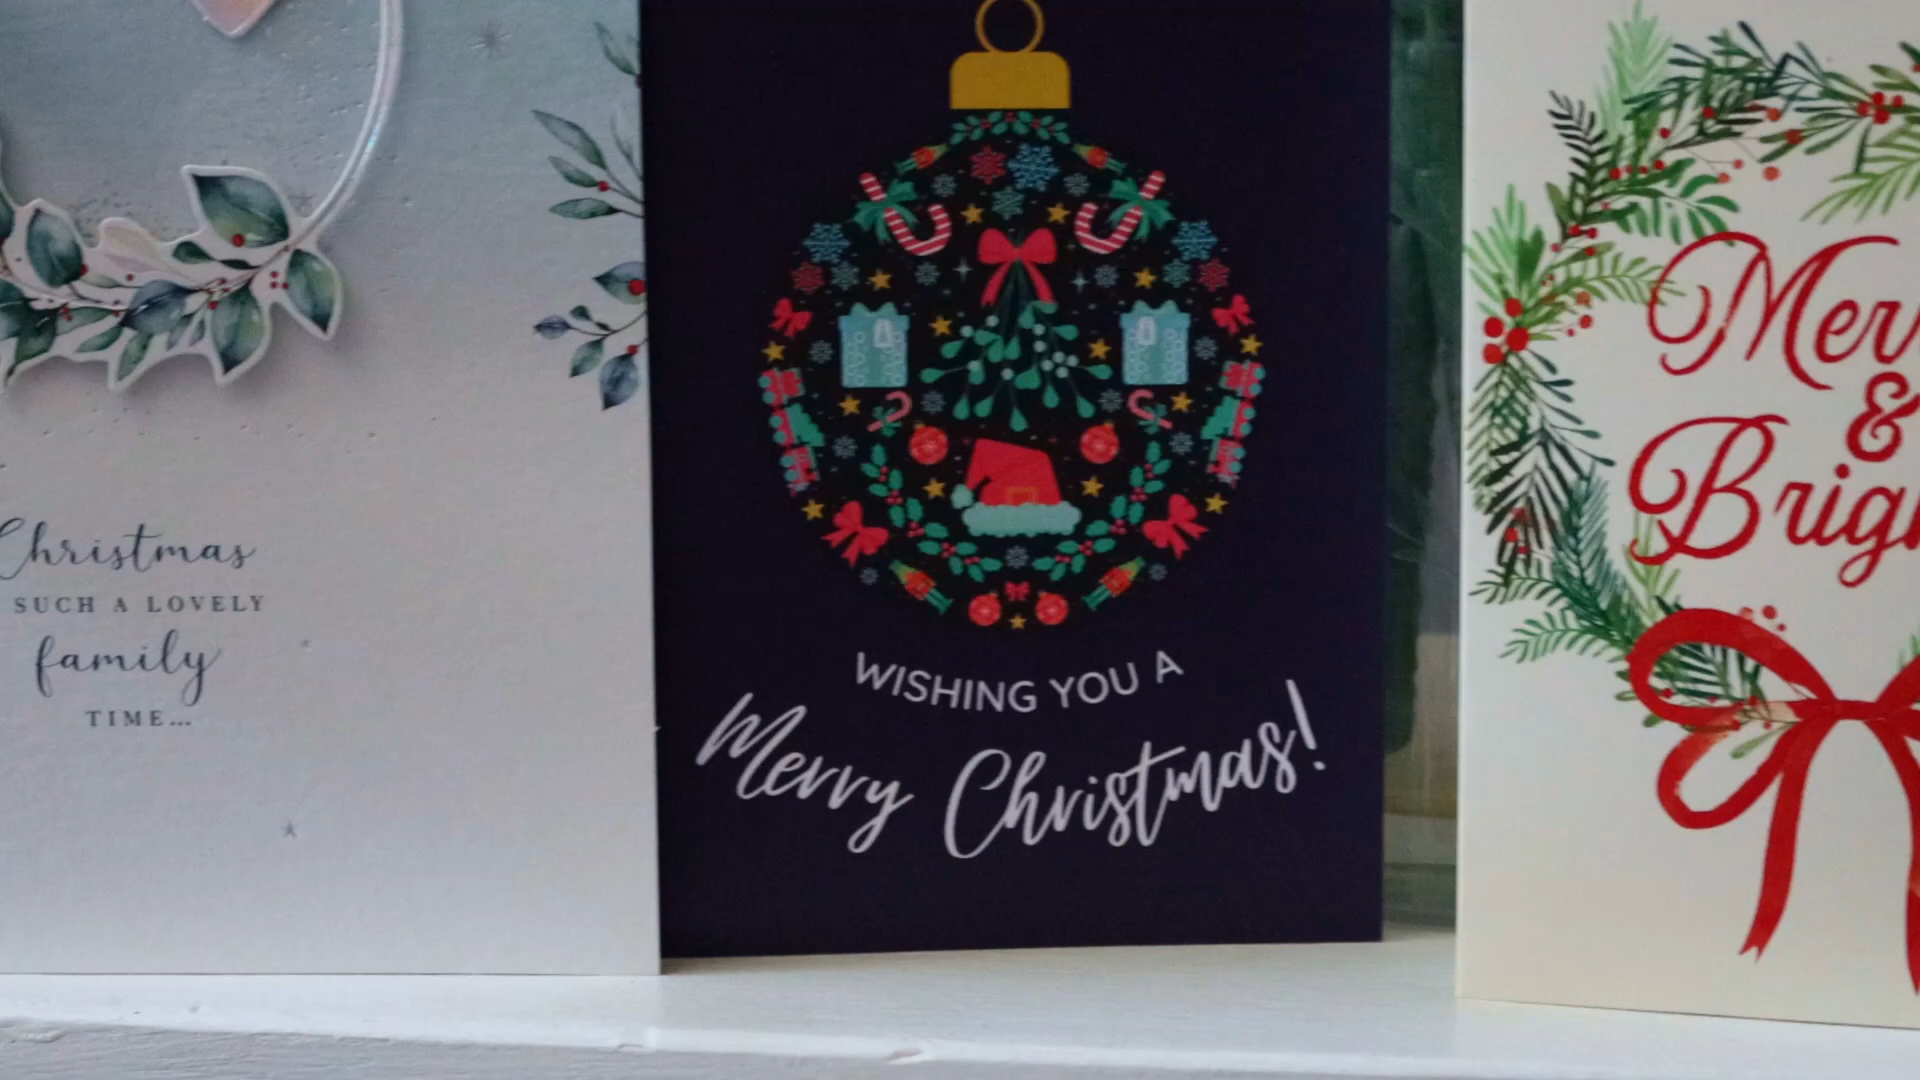 Christmas
SUCH A LOVELY
family
TIME...
WISHING YOU A
Merry Christmas!
Mer
&
Brig